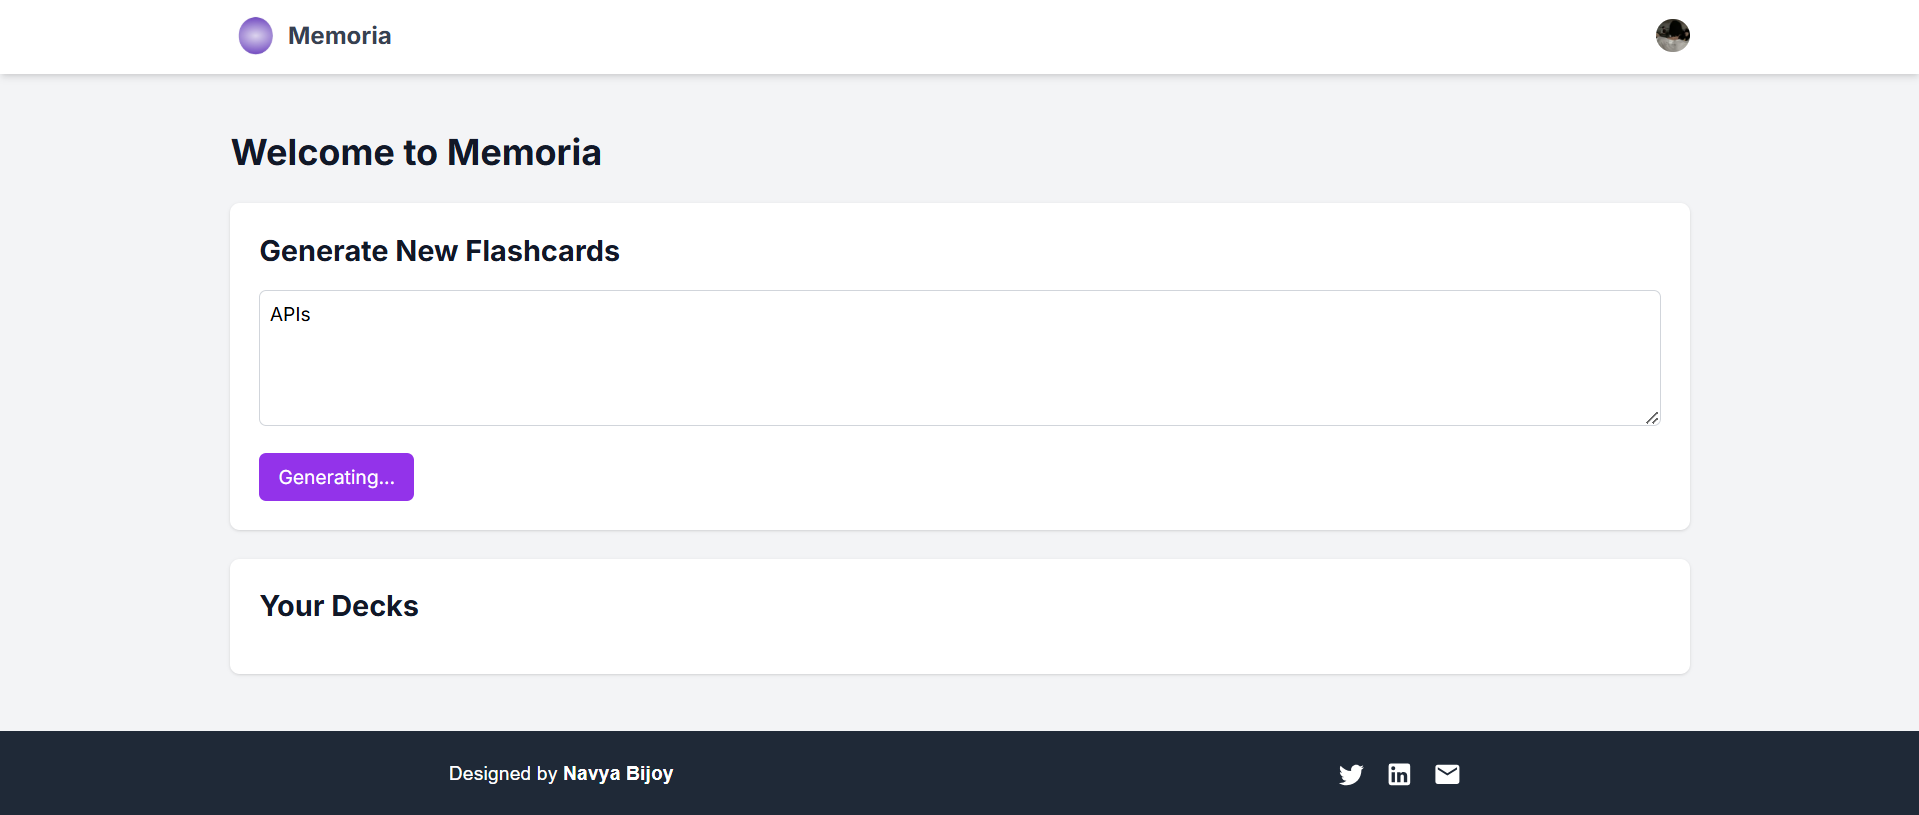 Memoria
Welcome to Memoria
Generate New Flashcards
APIs
Generating...
Your Decks
Designed by Navya Bijoy